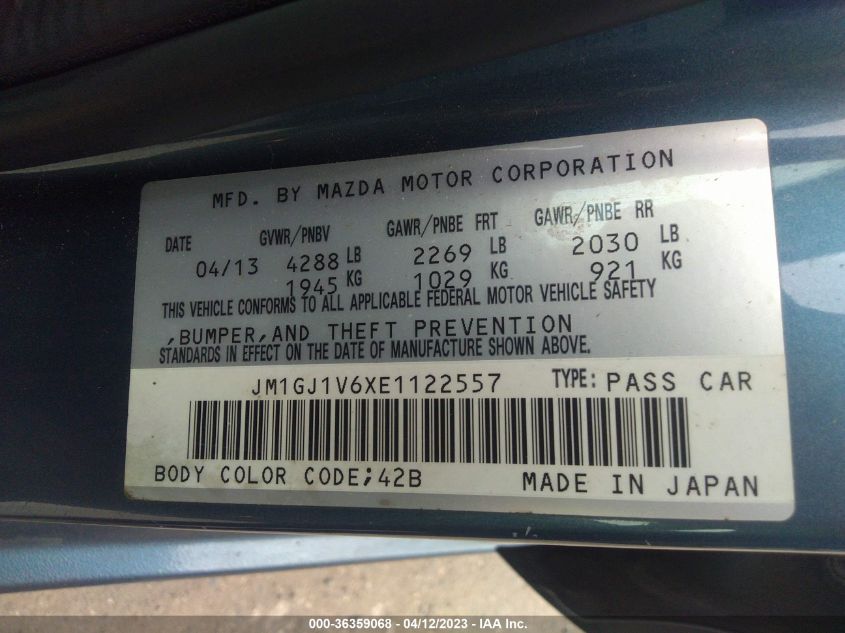 MFD. BY MAZDA MOTOR CORPORATION
DATE GVWR/PNBV GAWR/PNBE FRT GAWR/PNBE RR
04/13 4288 LB 2269 LB 2030 LB
1945 KG 1029 KG 921 KG
THIS VEHICLE CONFORMS TO ALL APPLICABLE FEDERAL MOTOR VEHICLE SAFETY
,BUMPER,AND THEFT PREVENTION
STANDARDS IN EFFECT ON THE DATE OF MANUFACTURE SHOWN ABOVE.
JM1GJ1V6XE1122557 TYPE: PASS CAR
BODY COLOR CODE;42B MADE IN JAPAN
000-36359068 - 04/12/2023 - IAA Inc.